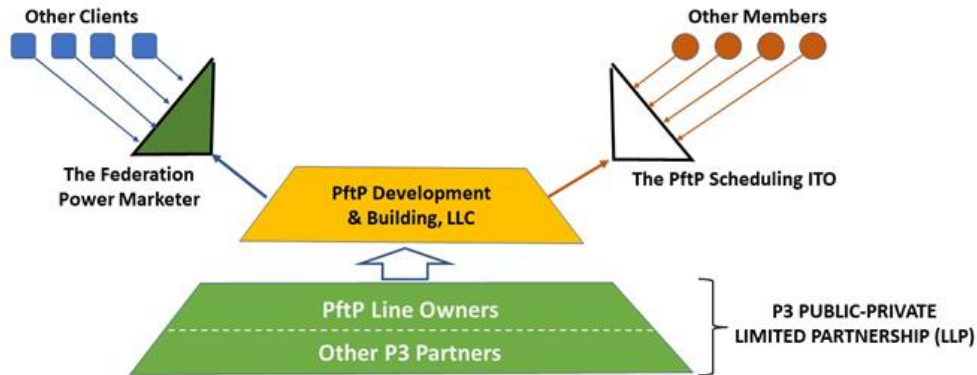 Other Clients
Other Members
The Federation
Power Marketer
PftP Development
& Building, LLC
The PftP Scheduling ITO
PftP Line Owners
Other P3 Partners
P3 PUBLIC-PRIVATE
LIMITED PARTNERSHIP (LLP)